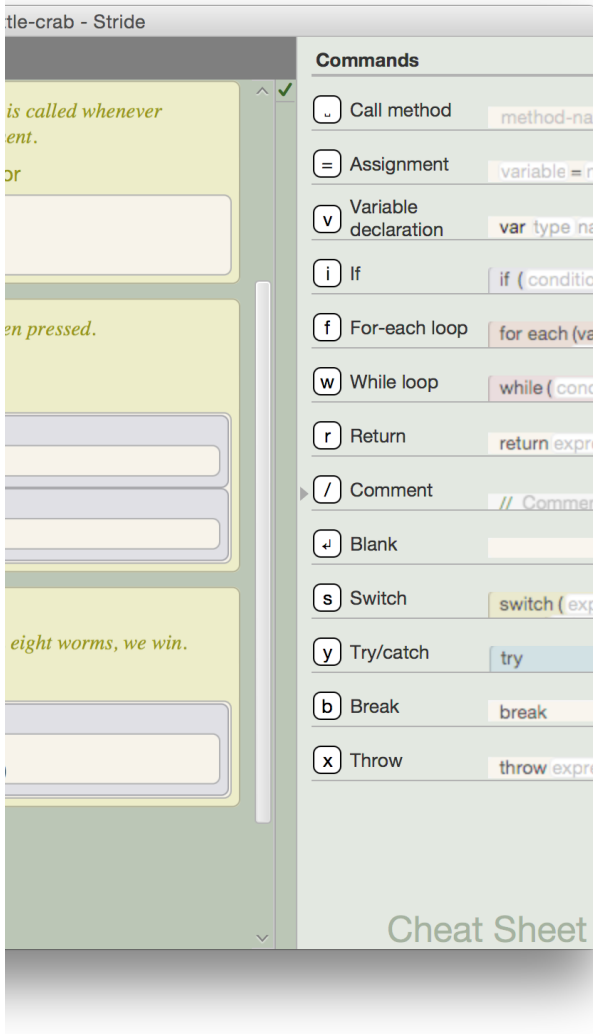 tle-crab - Stride
is called whenever
ent.
or
en pressed.
eight worms, we win.
)
Commands
␣ Call method method-na
= Assignment variable =
v Variable declaration var type na
i If if ( conditio
f For-each loop for each (va
w While loop while ( cond
r Return return expre
/ Comment // Commen
↲ Blank
s Switch switch ( exp
y Try/catch try
b Break break
x Throw throw expre
Cheat Sheet